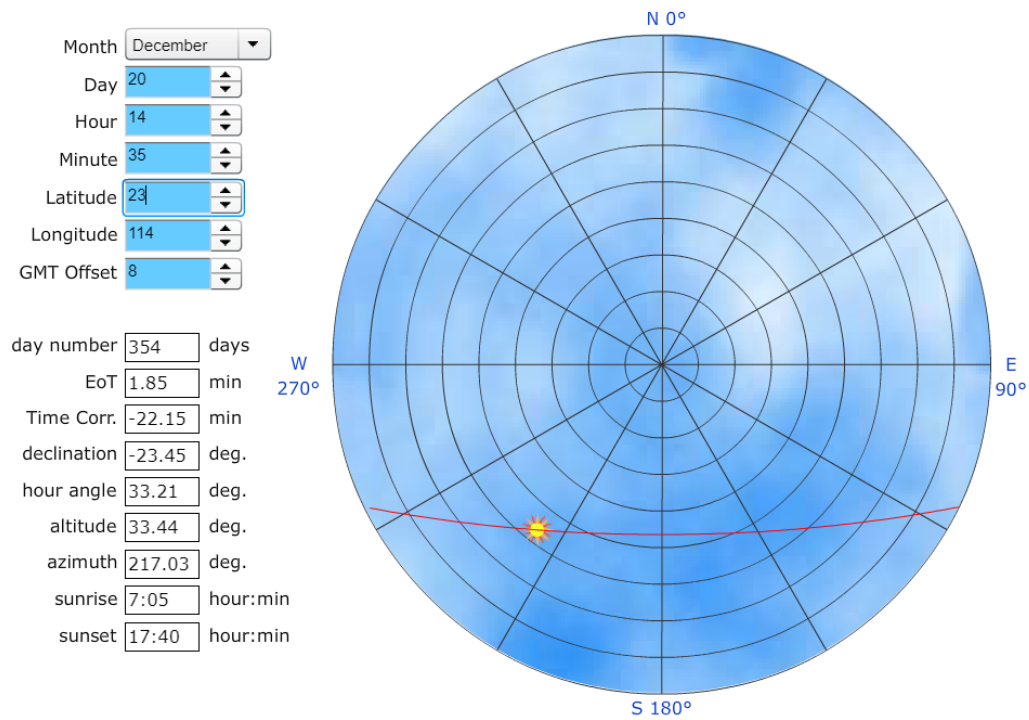 Month December
Day 20
Hour 14
Minute 35
Latitude 23
Longitude 114
GMT Offset 8
day number 354 days
EoT 1.85 min
Time Corr. -22.15 min
declination -23.45 deg.
hour angle 33.21 deg.
altitude 33.44 deg.
azimuth 217.03 deg.
sunrise 7:05 hour:min
sunset 17:40 hour:min
N 0°
W
270°
E
90°
S 180°